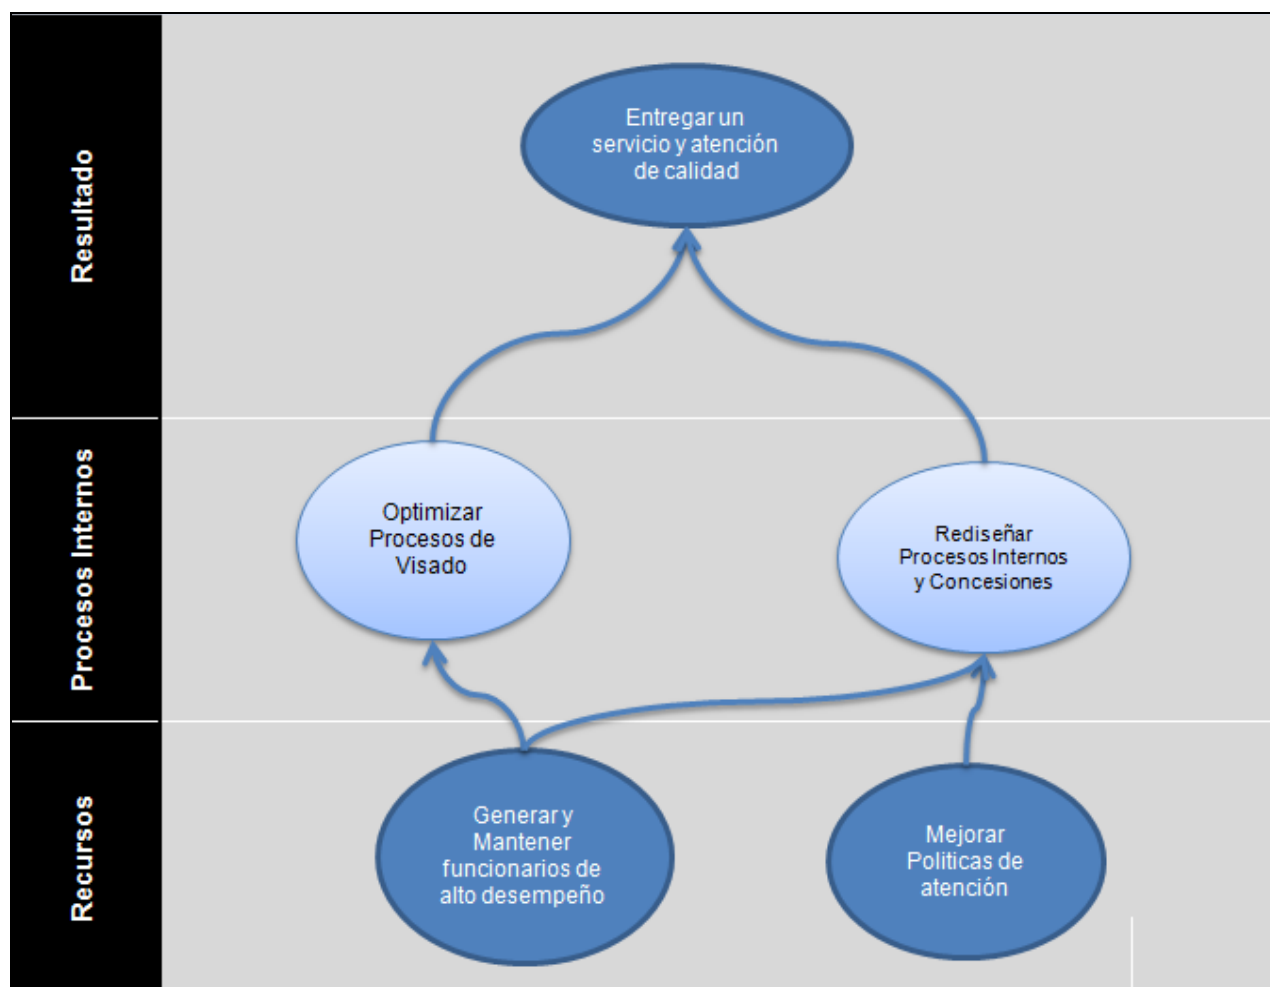 Resultado
Entregar un
servicio y atención
de calidad
Procesos Internos
Optimizar
Procesos de
Visado
Rediseñar
Procesos Internos
y Concesiones
Recursos
Generar y
Mantener
funcionarios de
alto desempeño
Mejorar
Politicas de
atención